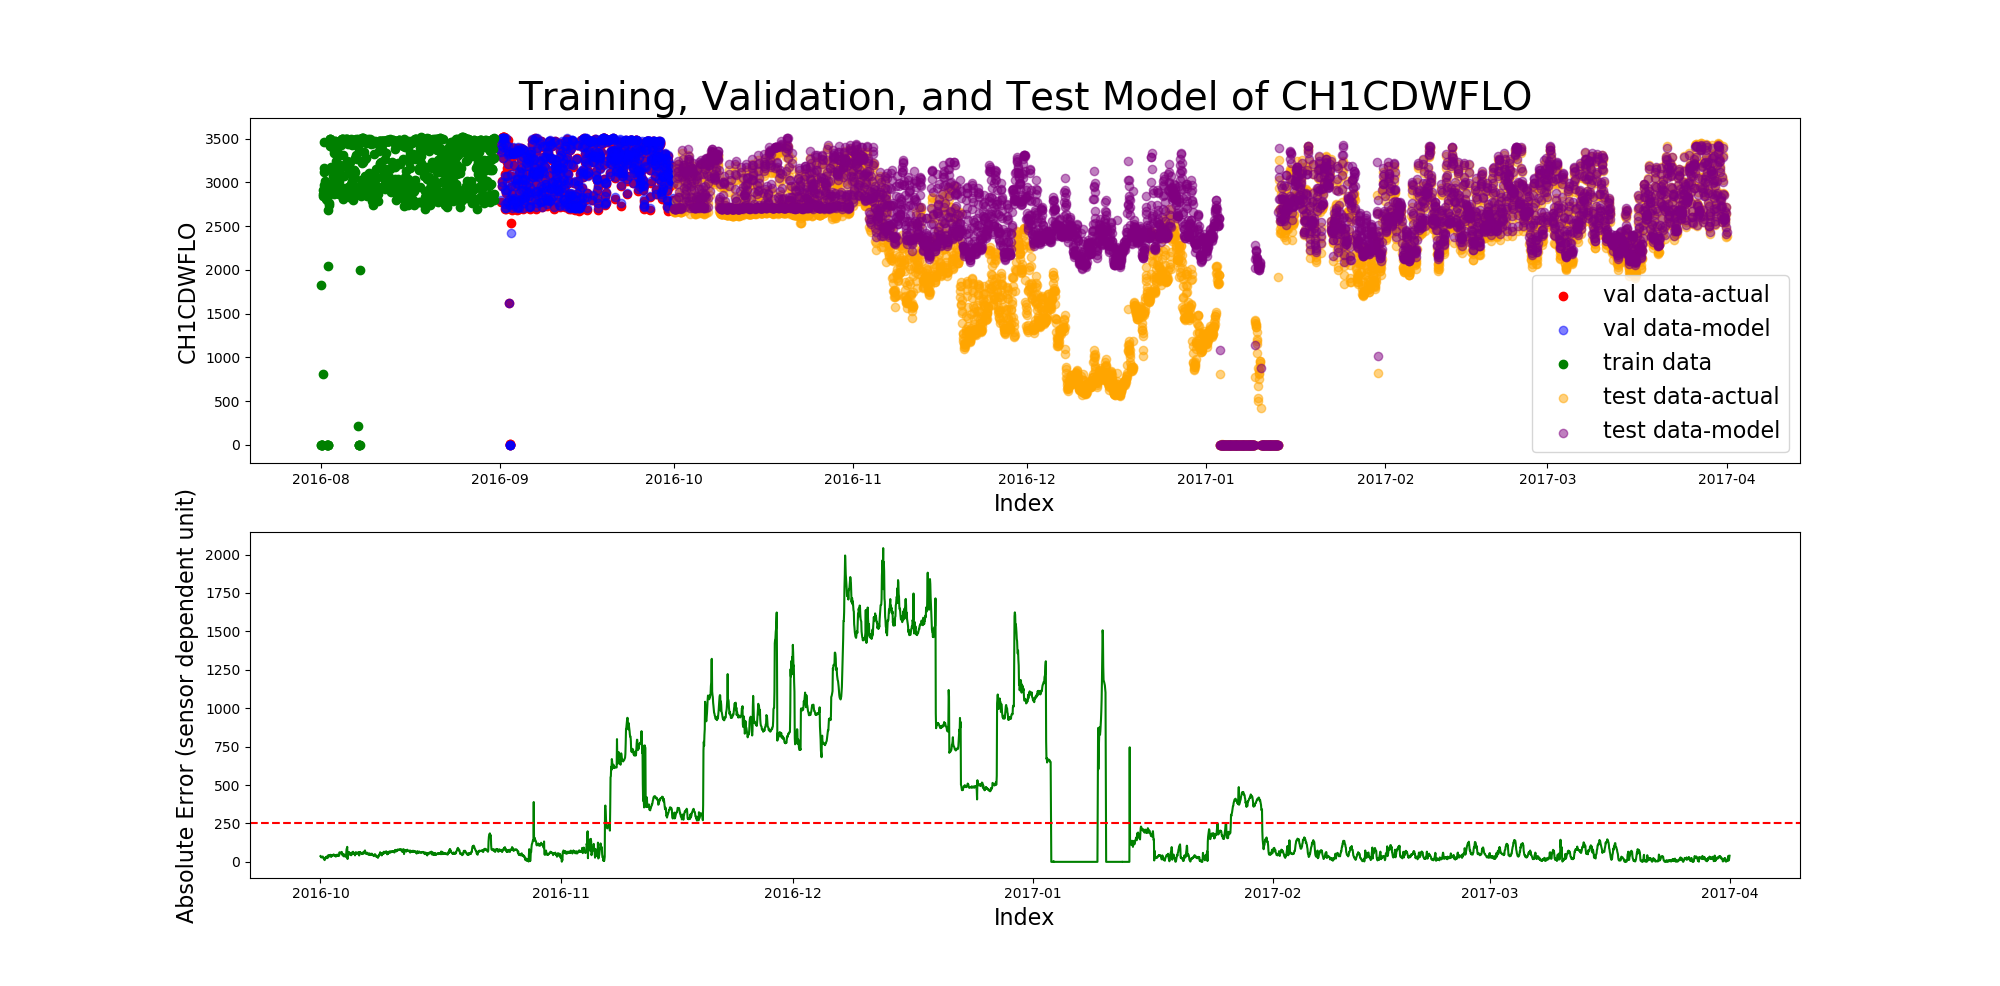 Training, Validation, and Test Model of CH1CDWFLO
CH1CDWFLO
3500
3000
2500
2000
1500
1000
500
0
val data-actual
val data-model
train data
test data-actual
test data-model
2016-08 2016-09 2016-10 2016-11 2016-12 2017-01 2017-02 2017-03 2017-04
Index
Absolute Error (sensor dependent unit)
2000
1750
1500
1250
1000
750
500
250
0
2016-10 2016-11 2016-12 2017-01 2017-02 2017-03 2017-04
Index